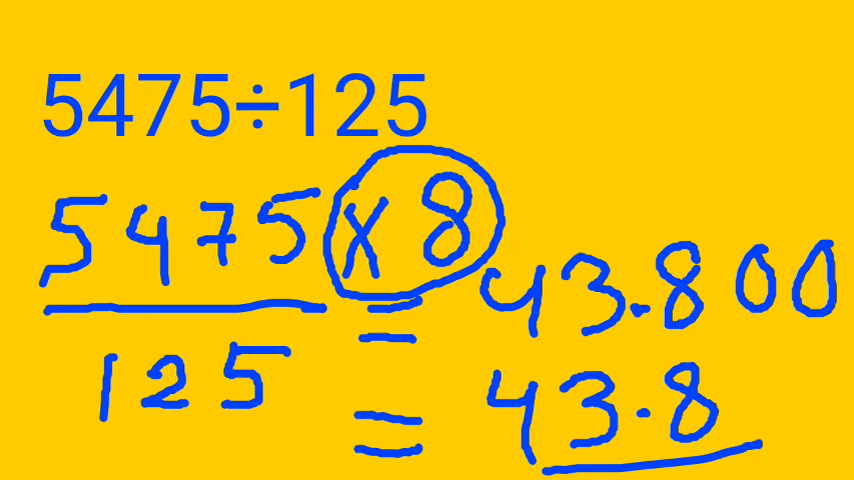 5475÷125
5475 × 8
125
= 43.800
= 43.8